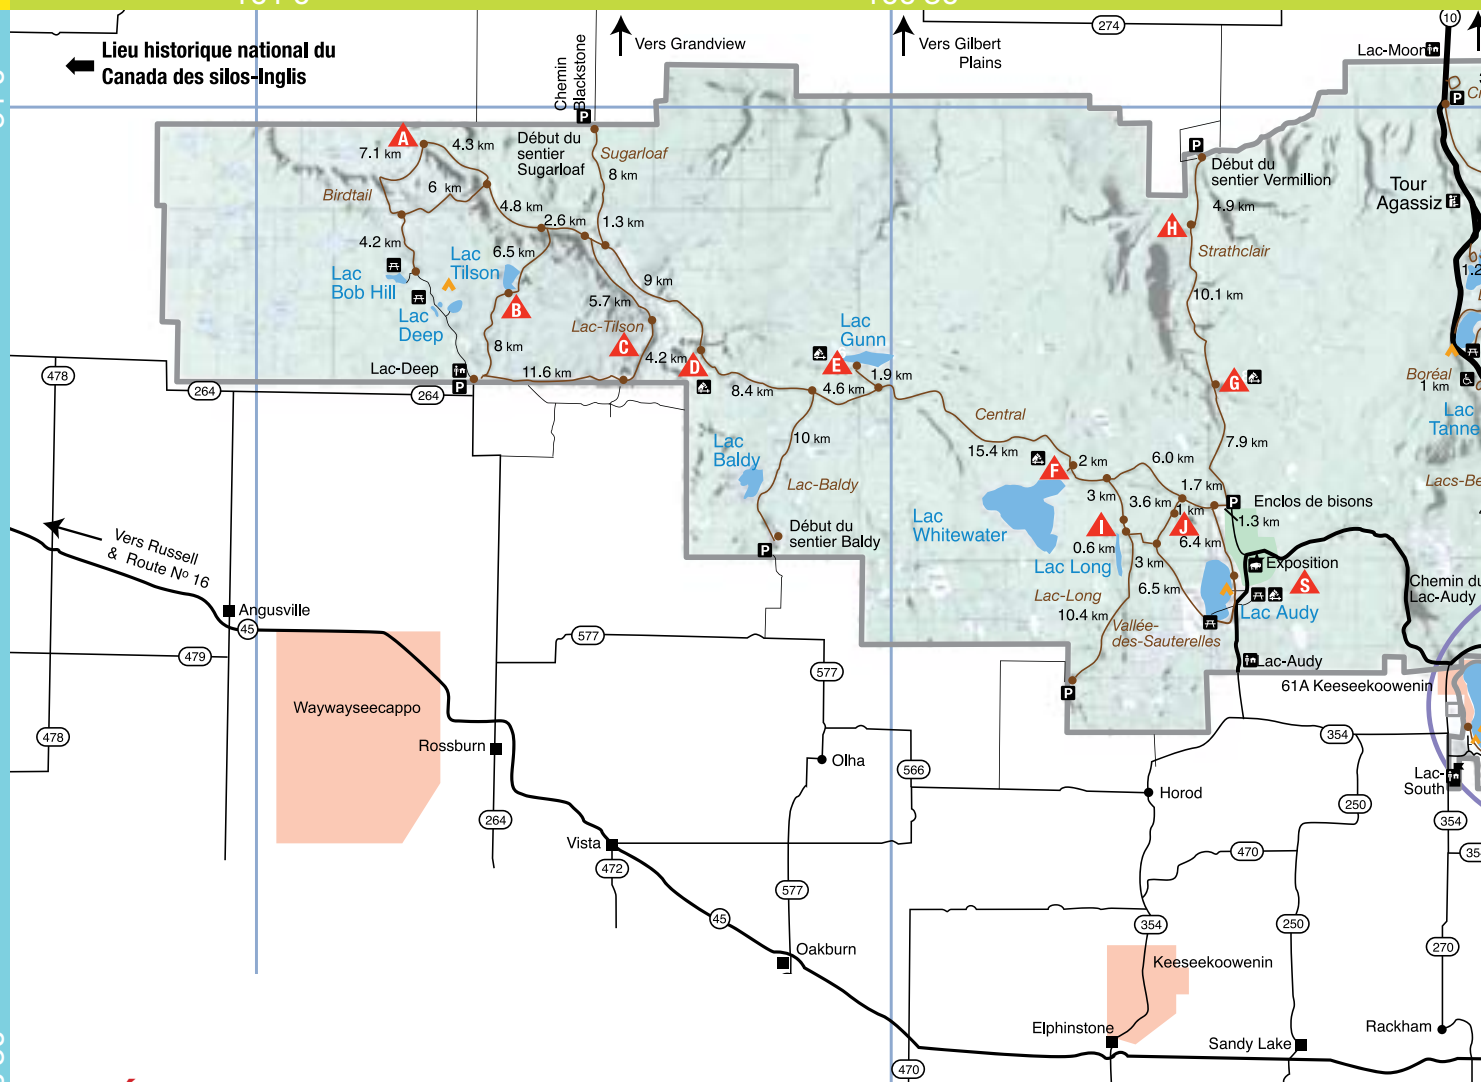 Lieu historique national du
Canada des silos-Inglis
Vers Grandview
Vers Gilbert
Plains
274
10
Lac-Moon
Chemin
Blackstone
P
Début du
sentier
Sugarloaf
Sugarloaf
8 km
1.3 km
A
7.1 km
4.3 km
Birdtail
6 km
4.8 km
2.6 km
4.2 km
6.5 km
Lac
Tilson
Lac
Bob Hill
Lac
Deep
B
8 km
9 km
5.7 km
Lac-Tilson
C
4.2 km
D
Lac-Deep
P
11.6 km
264
264
478
8.4 km
Lac
Gunn
E
1.9 km
4.6 km
10 km
Lac
Baldy
Lac-Baldy
Début du
sentier Baldy
P
Central
15.4 km
F
2 km
Lac
Whitewater
3 km
I
0.6 km
Lac Long
Lac-Long
10.4 km
P
P
Début du
sentier Vermillion
4.9 km
H
Strathclair
10.1 km
G
7.9 km
6.0 km
1.7 km
3.6 km
1 km
J
6.4 km
3 km
6.5 km
Vallée-
des-Sauterelles
P
Enclos de bisons
1.3 km
Exposition
S
Lac Audy
Lac-Audy
Tour
Agassiz
P
1.2
Boréal
1 km
Lac
Tanne
Lacs-Be
Chemin du
Lac-Audy
61A Keeseekoowenin
Vers Russell
& Route Nº 16
Angusville
45
479
478
Waywayseecappo
Rossburn
264
577
577
Olha
566
Vista
472
577
45
Oakburn
Horod
354
250
Lac-
South
354
35
470
354
250
270
Keeseekoowenin
Elphinstone
Sandy Lake
Rackham
470